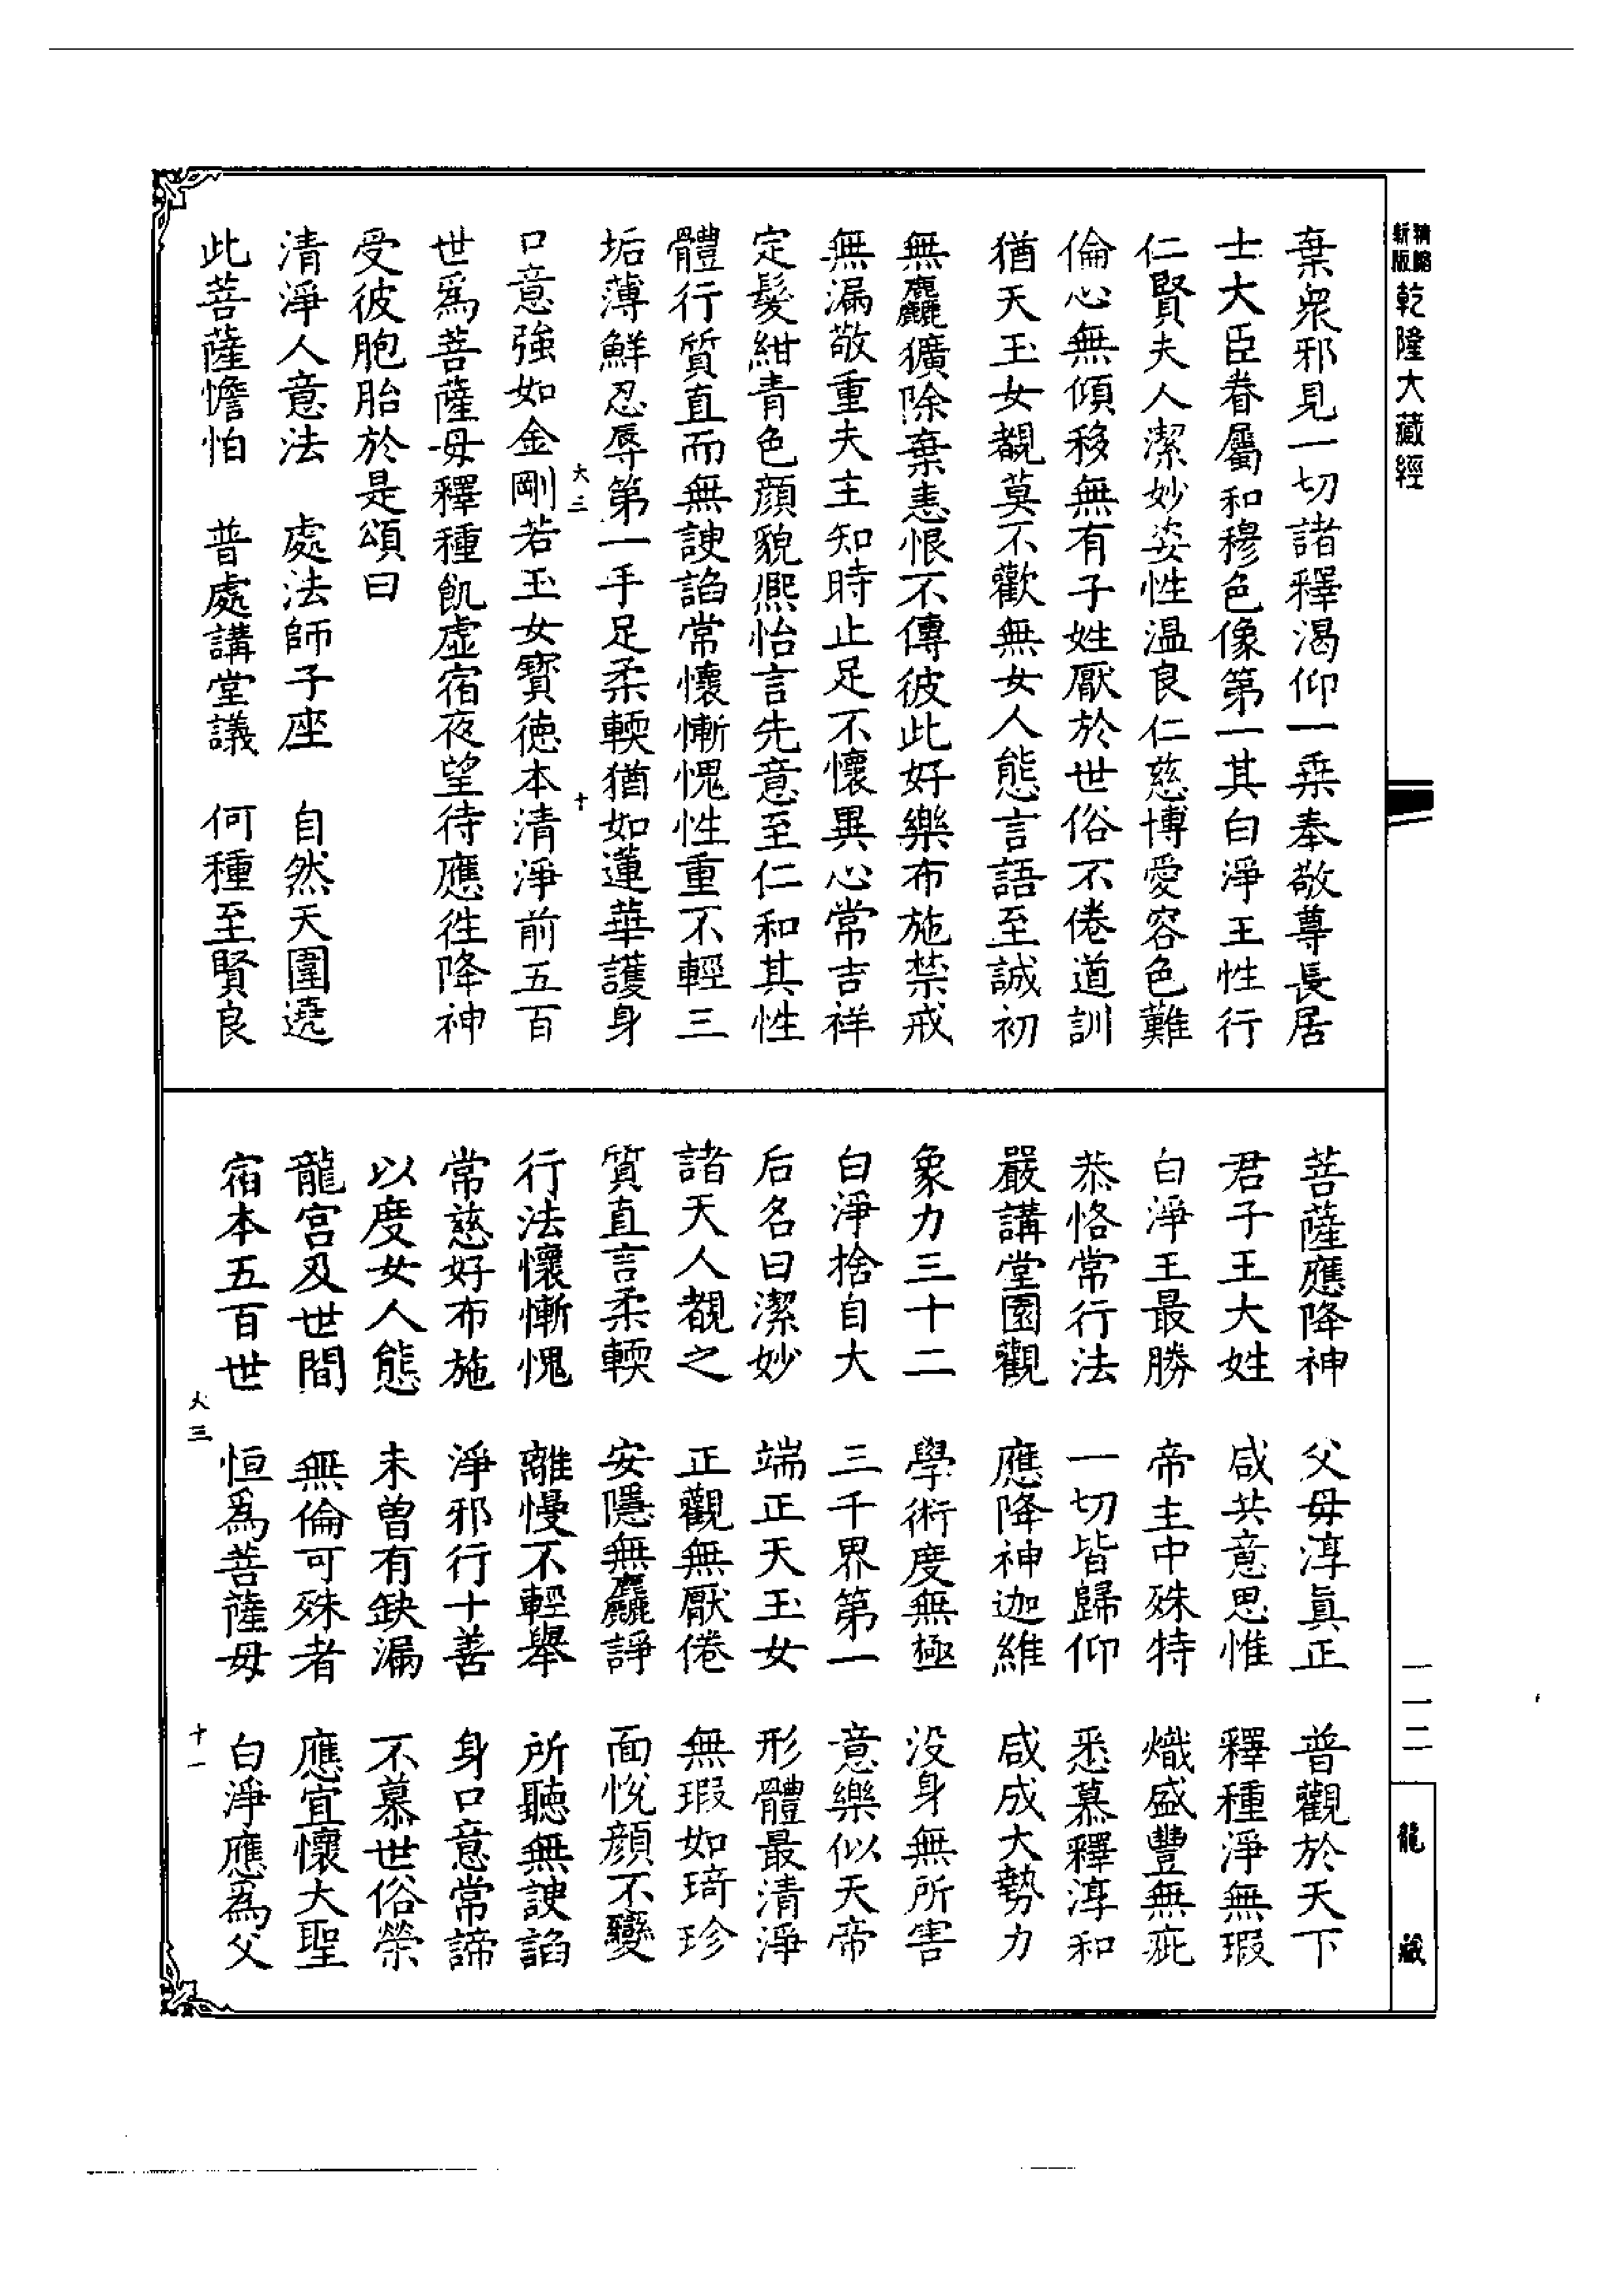 精縮
新版
乾隆大藏經
一一二
龍藏
棄衆邪見一切諸釋渴仰一乘奉敬尊長居
士大臣眷屬和穆色像第一其白淨王性行
仁賢夫人潔妙姿性温良仁慈博愛容色難
倫心無傾移無有子姓厭於世俗不倦道訓
猶天玉女覩莫不歡無女人態言語至誠初
無麤獷除棄恚恨不傳彼此好樂布施禁戒
無漏敬重夫主知時止足不懷異心常吉祥
定髮紺青色顔貌熈怡言先意至仁和其性
體行質直而無諛諂常懷慚愧性重不輕三
垢薄鮮忍辱第一手足柔輭猶如蓮華護身
大三
十
口意強如金剛若玉女寳徳本清淨前五百
世爲菩薩母釋種飢虚宿夜望待應徃降神
受彼胞胎於是頌曰
清淨人意法　處法師子座　自然天圍遶
此菩薩憺怕　普處講堂議　何種至賢良
菩薩應降神　父母淳眞正　普觀於天下
君子王大姓　咸共意思惟　釋種淨無瑕
白淨王最勝　帝主中殊特　熾盛豐無疵
恭恪常行法　一切皆歸仰　悉慕釋淳和
嚴講堂園觀　應降神迦維　咸成大勢力
象力三十二　學術度無極　没身無所害
白淨捨自大　三千界第一　意樂似天帝
后名曰潔妙　端正天玉女　形體最清淨
諸天人覩之　正觀無厭倦　無瑕如琦珍
質直言柔輭　安隱無麤諍　面悅顔不變
行法懷慚愧　離慢不輕舉　所聽無諛諂
常慈好布施　淨邪行十善　身口意常諦
以度女人態　未曽有缺漏　不慕世俗榮
龍宫及世間　無倫可殊者　應宜懷大聖
宿本五百世　恒爲菩薩母　白淨應爲父
大三
十一